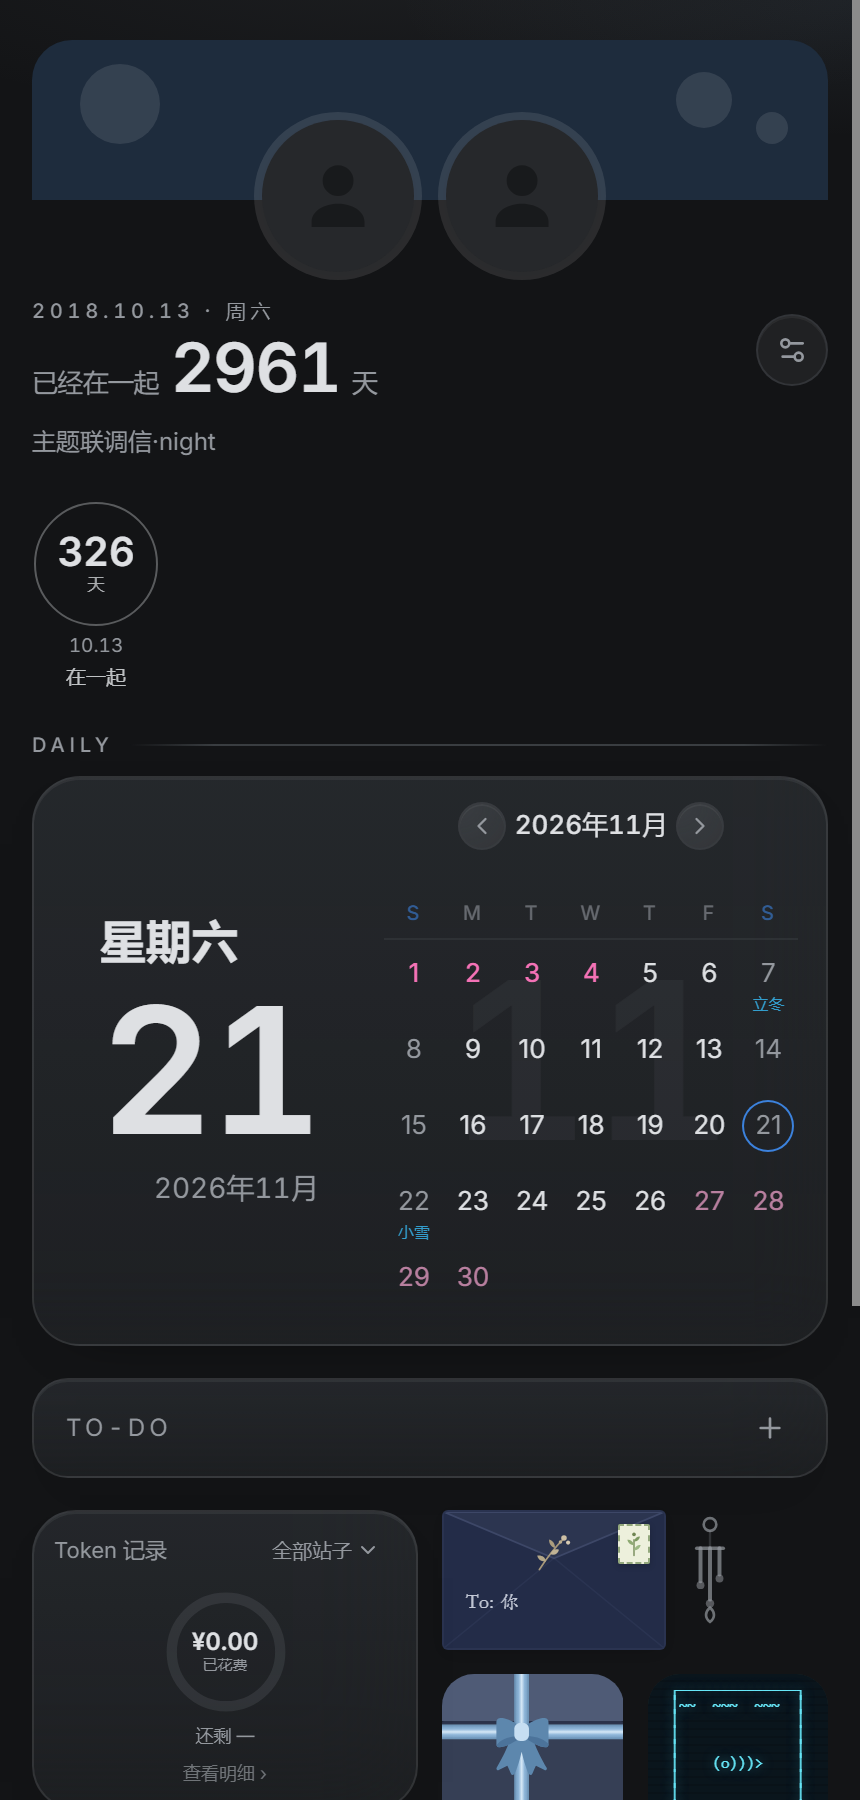 2018.10.13 · 周六
已经在一起 2961 天
主题联调信·night
326
天
10.13
在一起
DAILY
2026年11月
星期六
21
2026年11月
S M T W T F S
1 2 3 4 5 6 7
立冬
8 9 10 11 12 13 14
15 16 17 18 19 20 21
22 23 24 25 26 27 28
小雪
29 30
11
TO-DO
Token 记录
全部站子
¥0.00
已花费
还剩 —
查看明细 ›
To: 你
~~ ~~~ ~~~
(o)))>